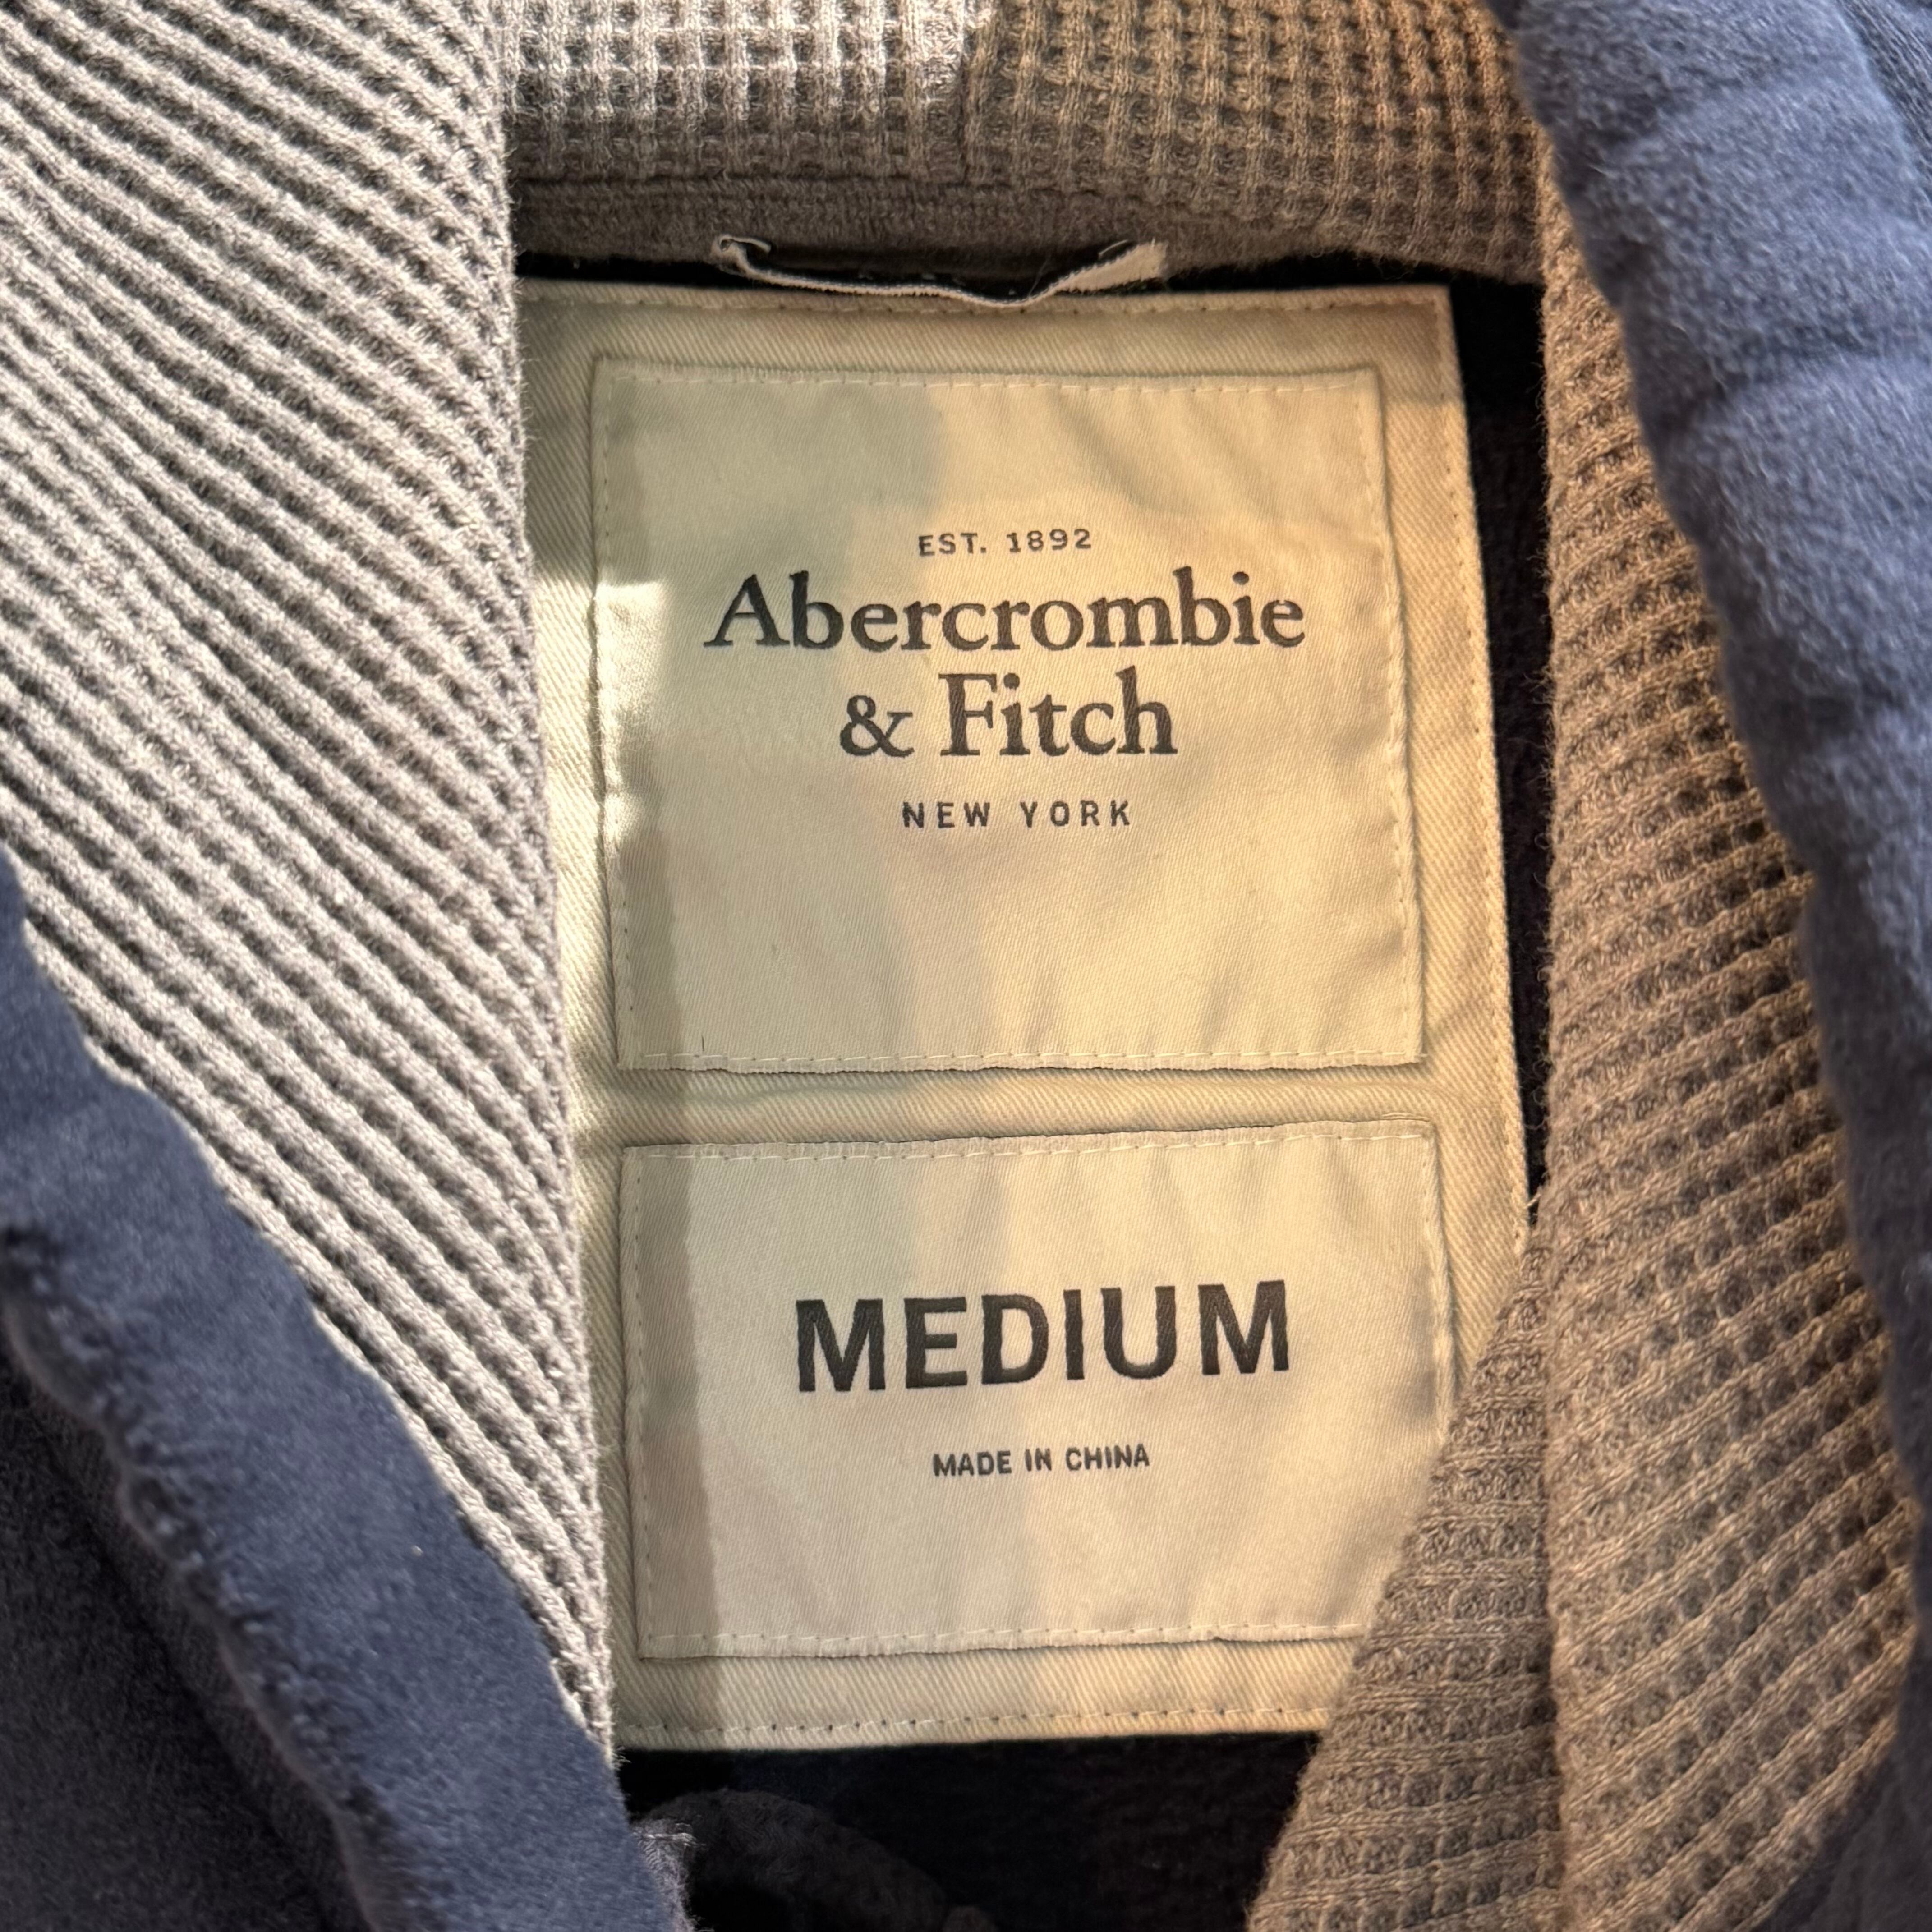 EST. 1892
Abercrombie
& Fitch
NEW YORK
MEDIUM
MADE IN CHINA